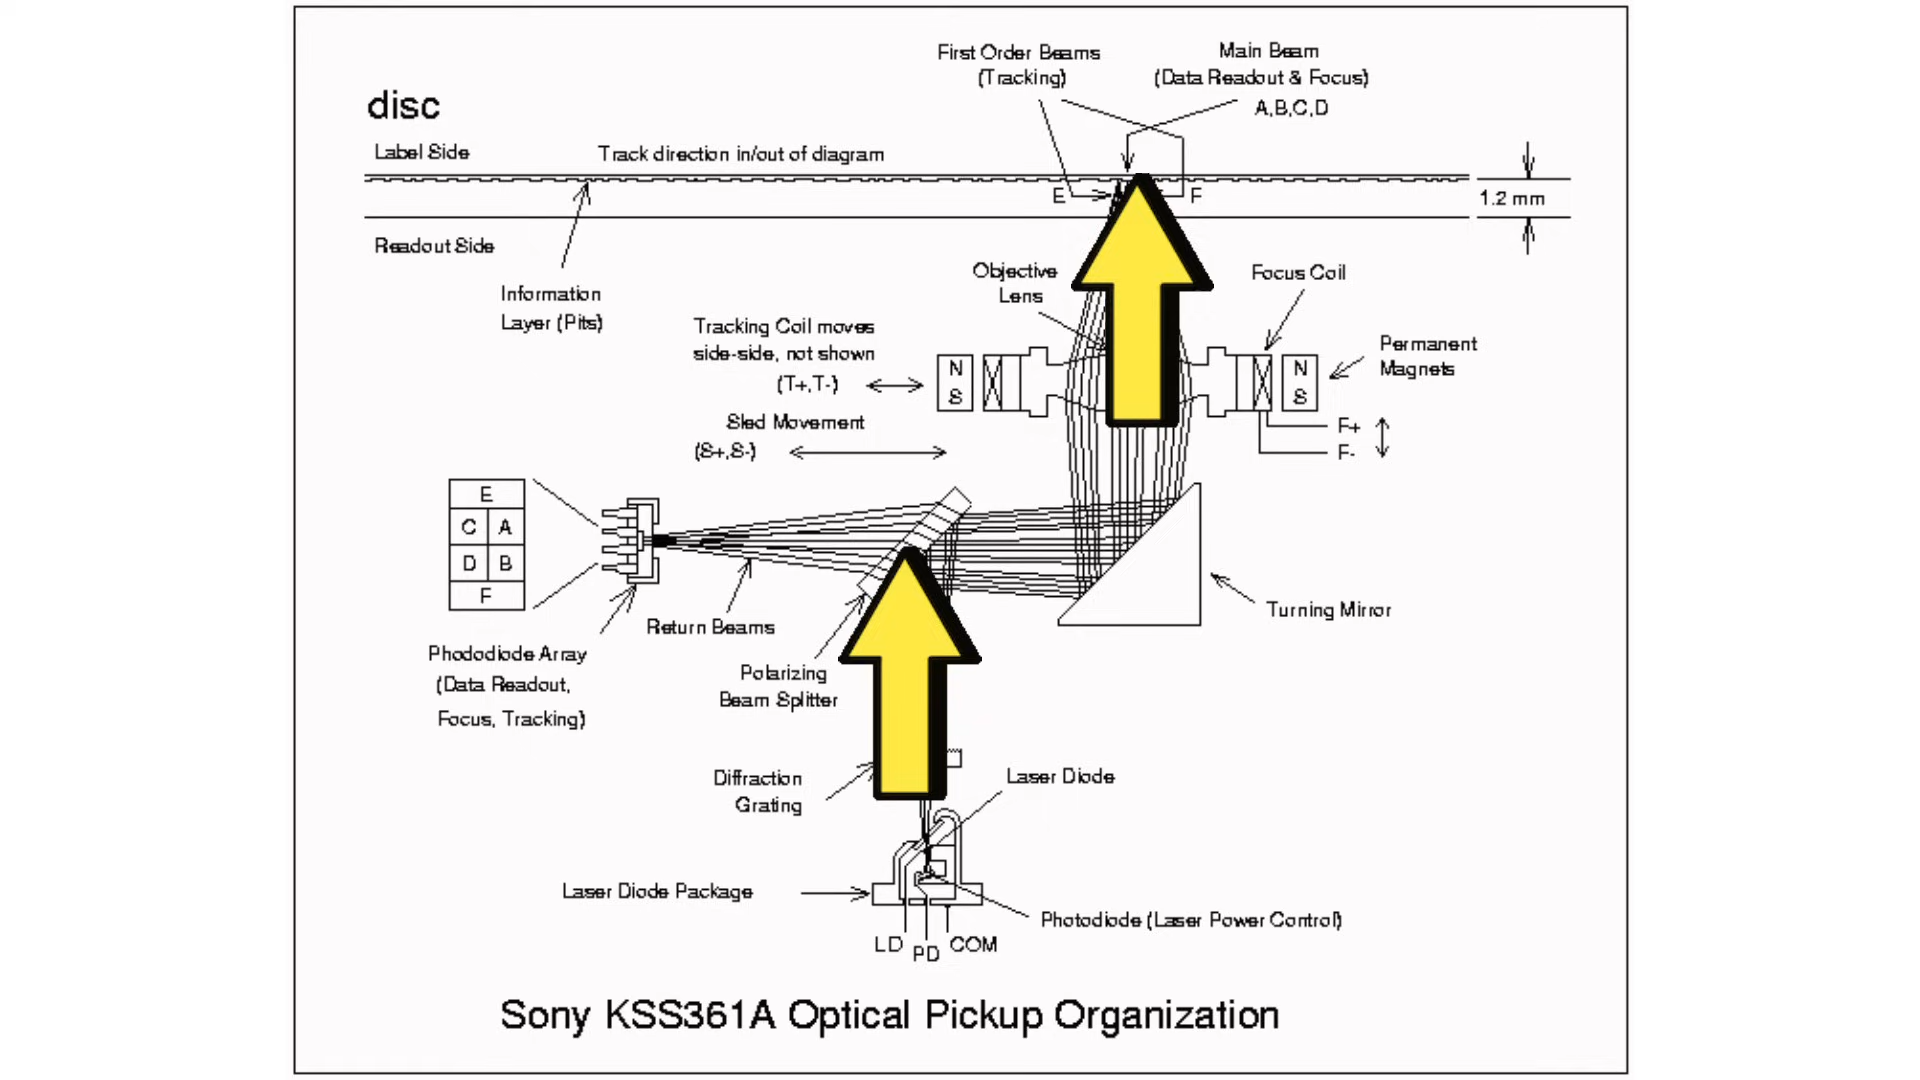 First Order Beams
(Tracking)
Main Beam
(Data Readout & Focus)
A,B,C,D
disc
Label Side
Track direction in/out of diagram
E
F
1.2 mm
Readout Side
Information
Layer (Pits)
Objective
Lens
Focus Coil
Tracking Coil moves
side-side, not shown
(T+,T-)
N
S
N
S
Permanent
Magnets
Sled Movement
(S+,S-)
F+
F-
E
C A
D B
F
Return Beams
Turning Mirror
Phododiode Array
(Data Readout,
Focus, Tracking)
Polarizing
Beam Splitter
Diffraction
Grating
Laser Diode
Laser Diode Package
Photodiode (Laser Power Control)
LD PD COM
Sony KSS361A Optical Pickup Organization